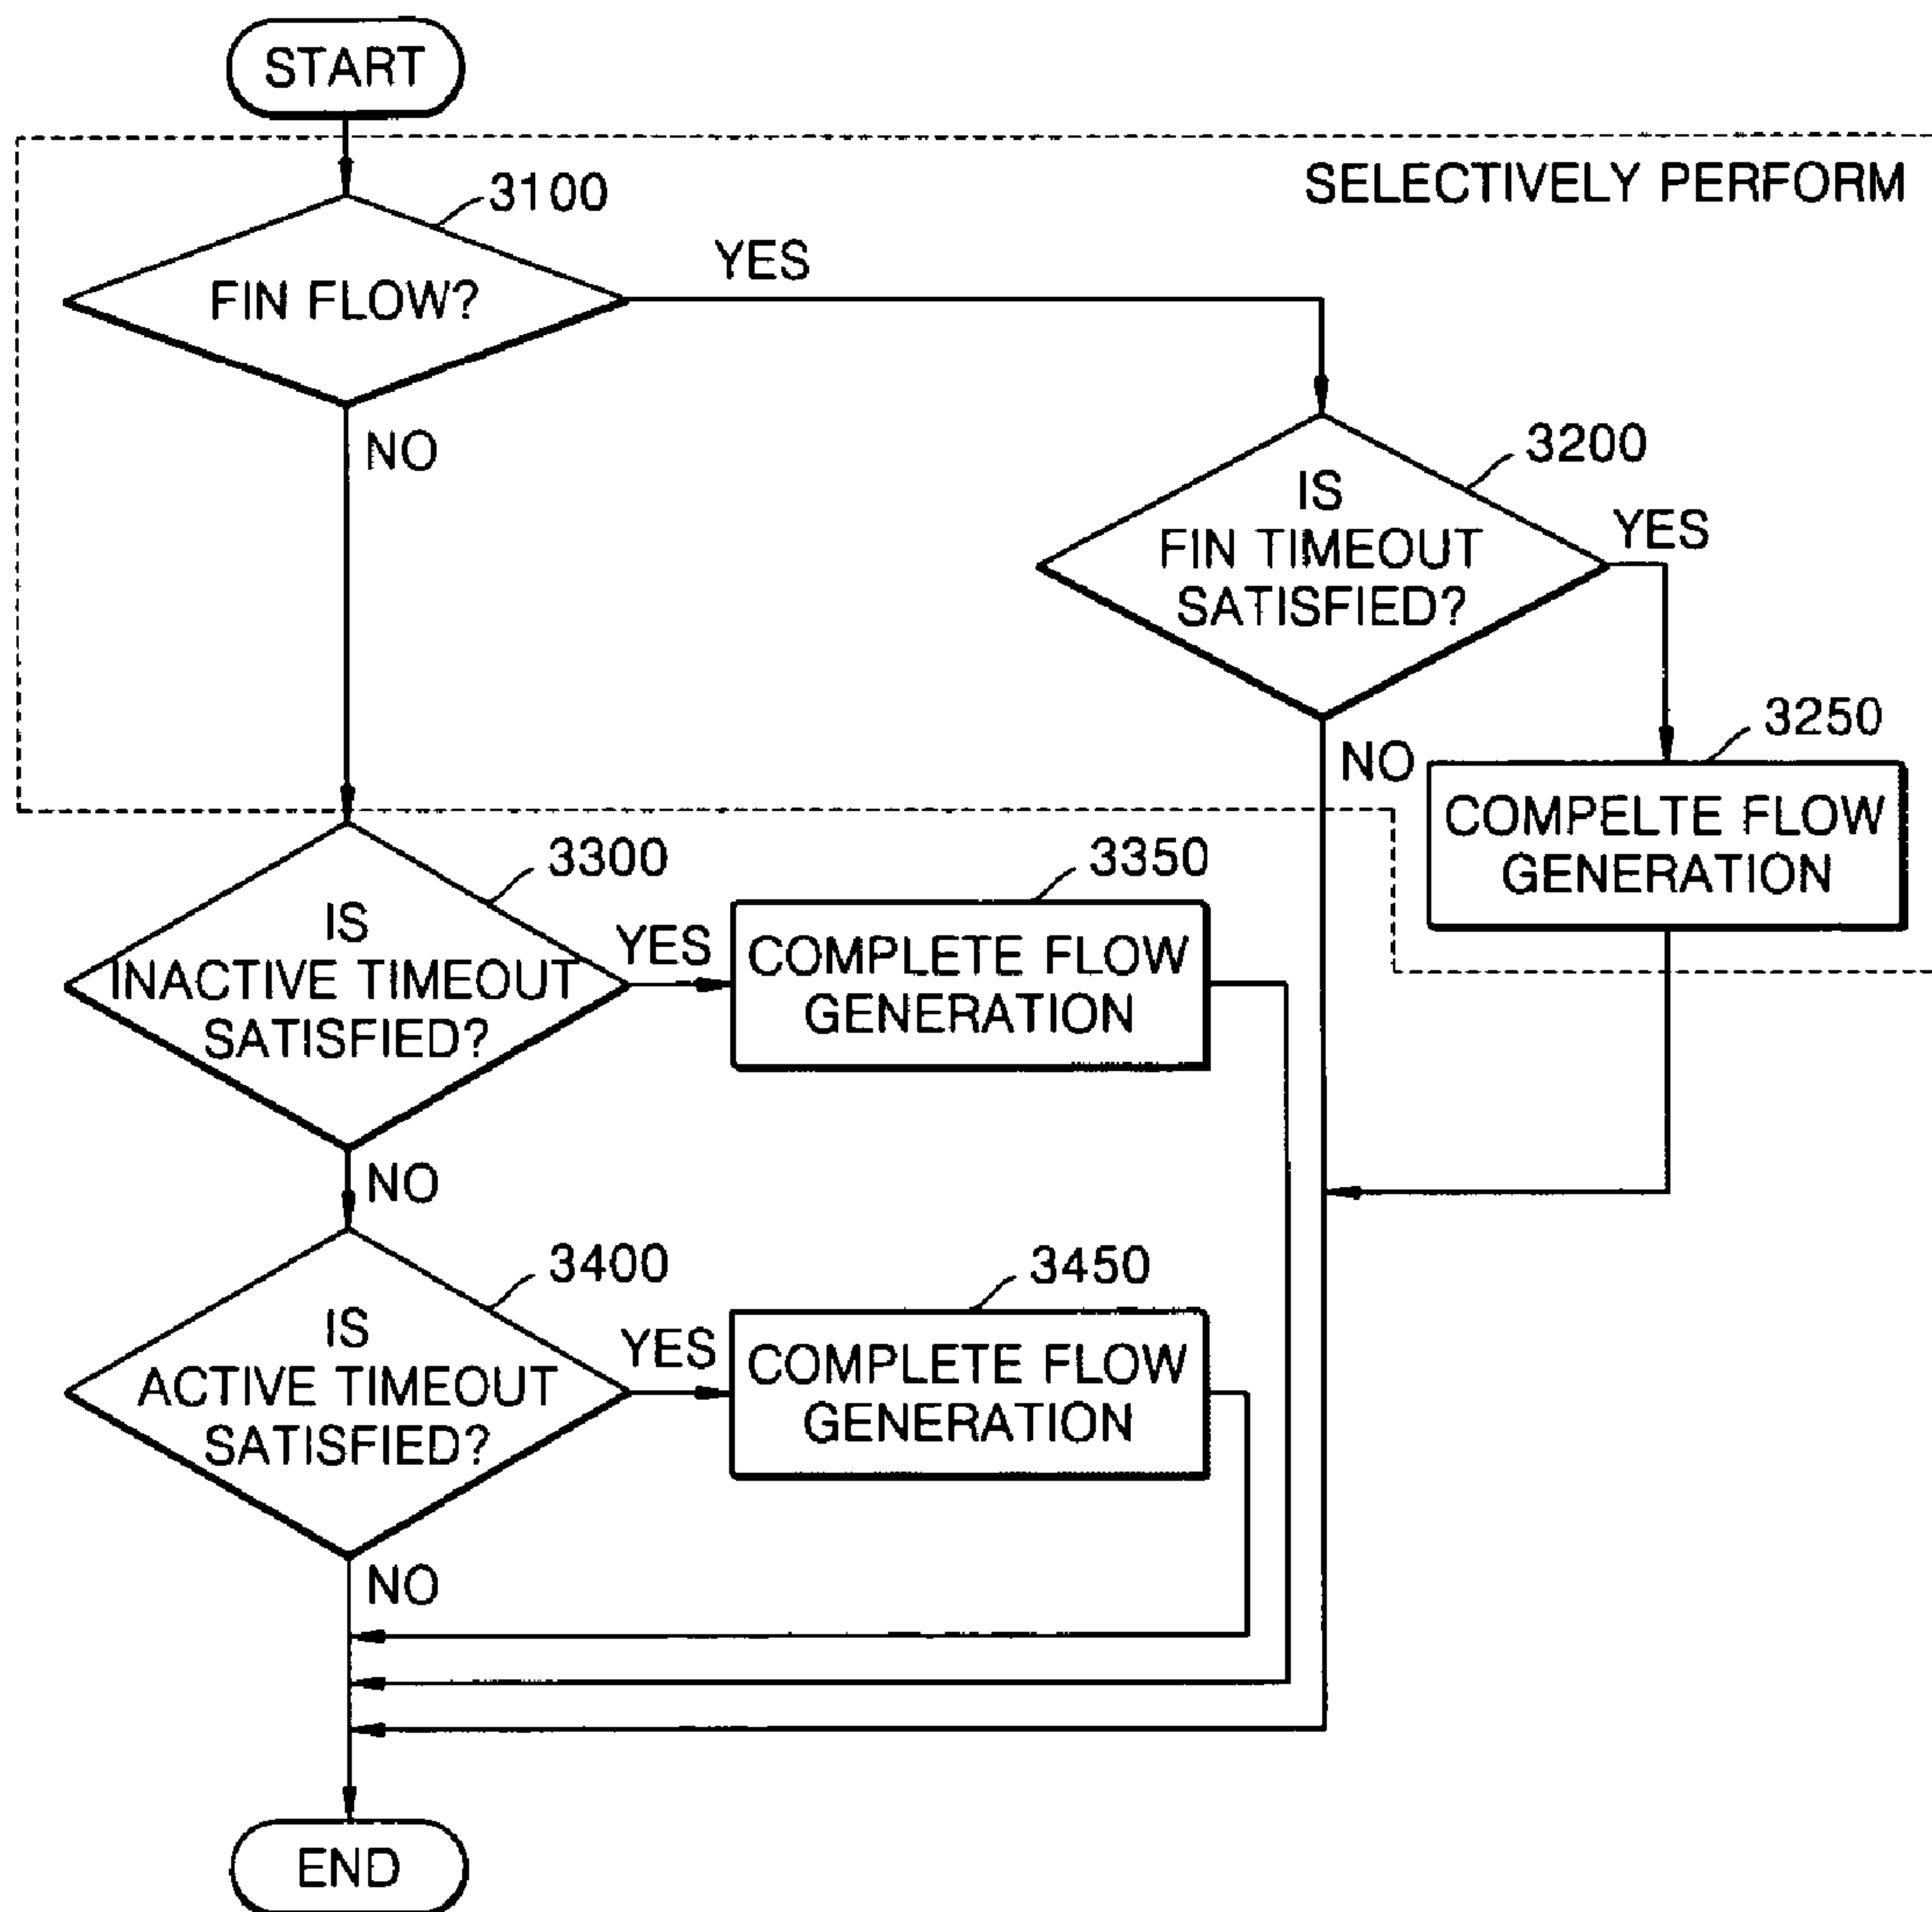 START
SELECTIVELY PERFORM
3100
YES
FIN FLOW?
NO
3200
IS
FIN TIMEOUT
SATISFIED?
YES
NO
3250
COMPELTE FLOW
GENERATION
3300
IS
INACTIVE TIMEOUT
SATISFIED?
YES
3350
COMPLETE FLOW
GENERATION
NO
3400
IS
ACTIVE TIMEOUT
SATISFIED?
YES
3450
COMPLETE FLOW
GENERATION
NO
END